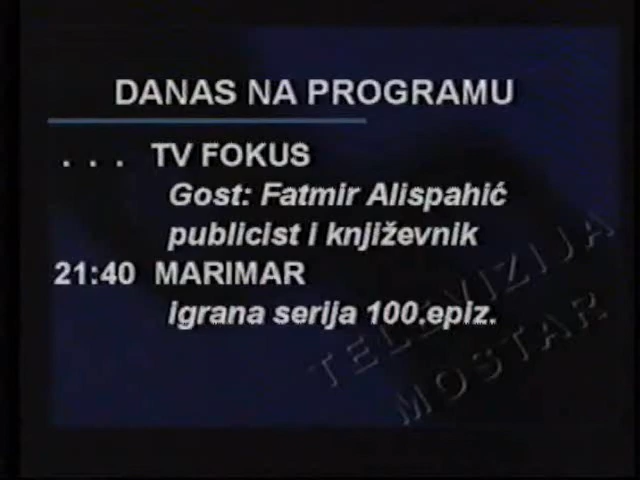 DANAS NA PROGRAMU
. . . TV FOKUS
Gost: Fatmir Alispahić
publicist i književnik
21:40 MARIMAR
igrana serija 100.epiz.
TELEVIZIJA
MOSTAR